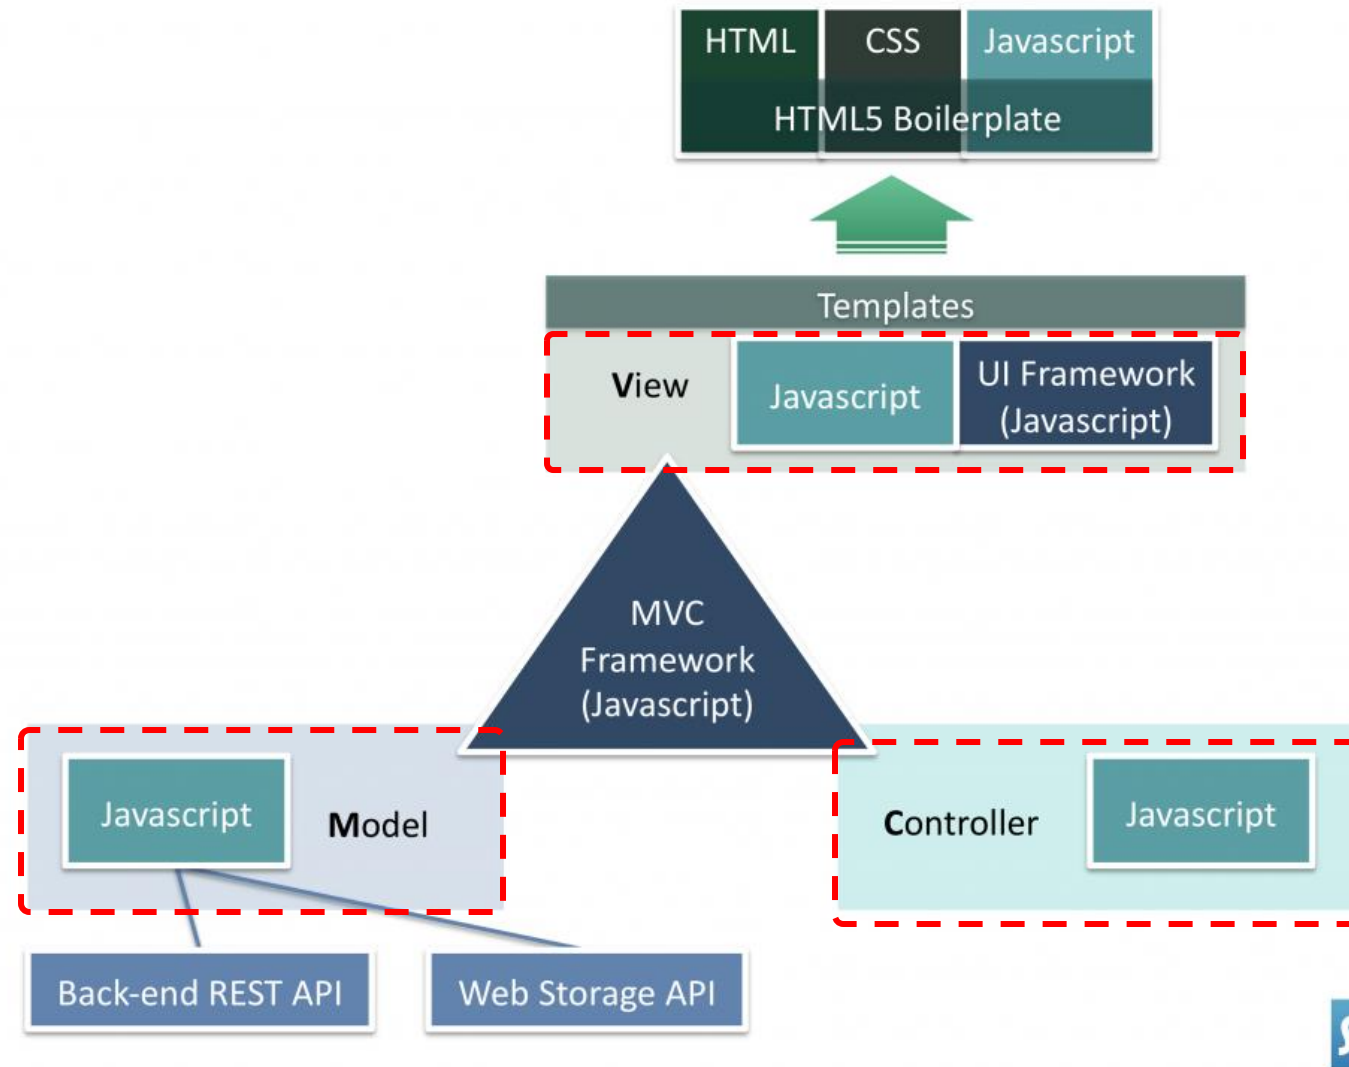 HTML
CSS
Javascript
HTML5 Boilerplate
Templates
View
Javascript
UI Framework
(Javascript)
MVC
Framework
(Javascript)
Javascript
Model
Controller
Javascript
Back-end REST API
Web Storage API